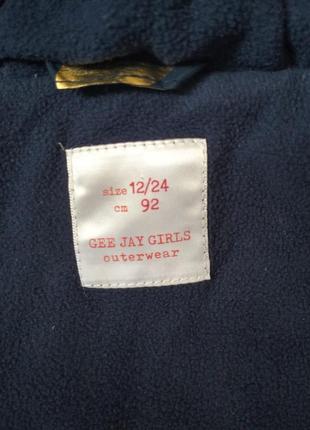 size 12/24
cm 92
GEE JAY GIRLS
outerwear